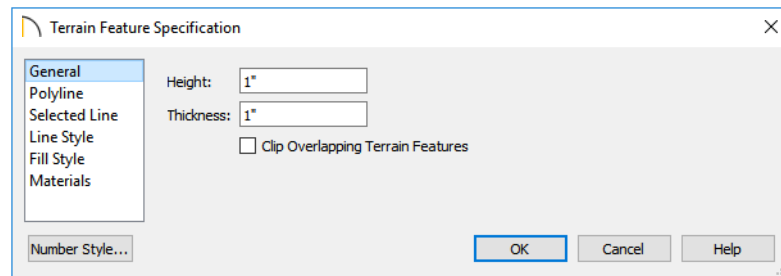 Terrain Feature Specification
General
Polyline
Selected Line
Line Style
Fill Style
Materials
Height: 1"
Thickness: 1"
Clip Overlapping Terrain Features
Number Style...
OK
Cancel
Help